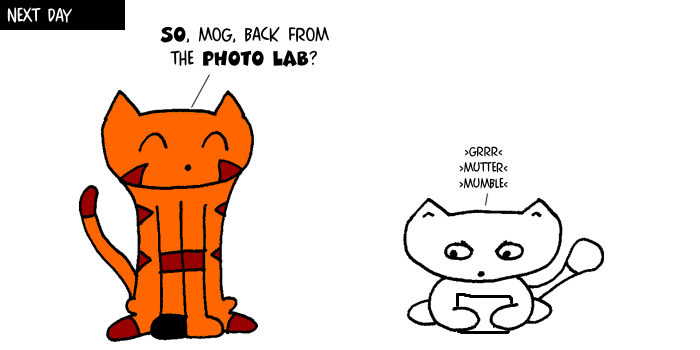 NEXT DAY
SO, MOG, BACK FROM
THE PHOTO LAB?
>GRRR<
>MUTTER<
>MUMBLE<